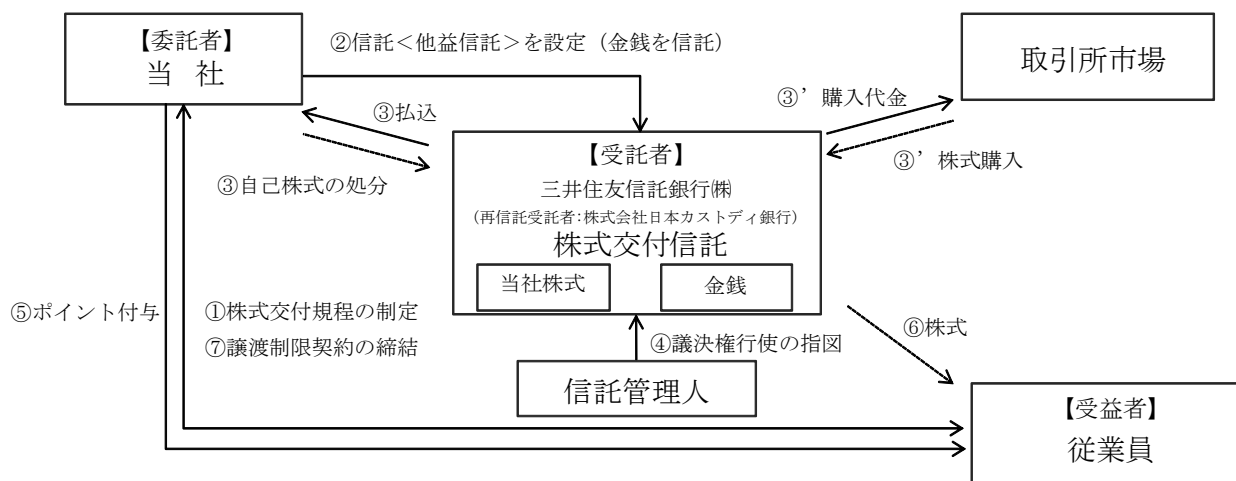 【委託者】
当 社
②信託＜他益信託＞を設定（金銭を信託）
取引所市場
③払込
③’購入代金
③自己株式の処分
③’株式購入
【受託者】
三井住友信託銀行㈱
（再信託受託者：株式会社日本カストディ銀行）
株式交付信託
当社株式
金銭
⑤ポイント付与
①株式交付規程の制定
⑦譲渡制限契約の締結
④議決権行使の指図
⑥株式
信託管理人
【受益者】
従業員